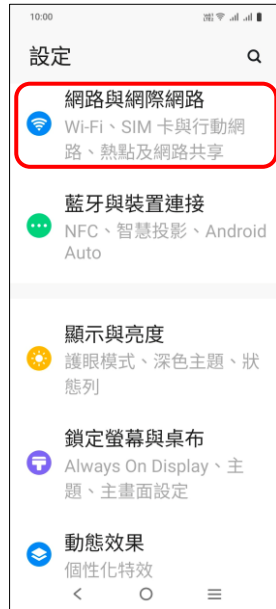 10:00
設定
網路與網際網路
Wi-Fi、SIM 卡與行動網
路、熱點及網路共享
藍牙與裝置連接
NFC、智慧投影、Android
Auto
顯示與亮度
護眼模式、深色主題、狀
態列
鎖定螢幕與桌布
Always On Display、主
題、主畫面設定
動態效果
個性化特效